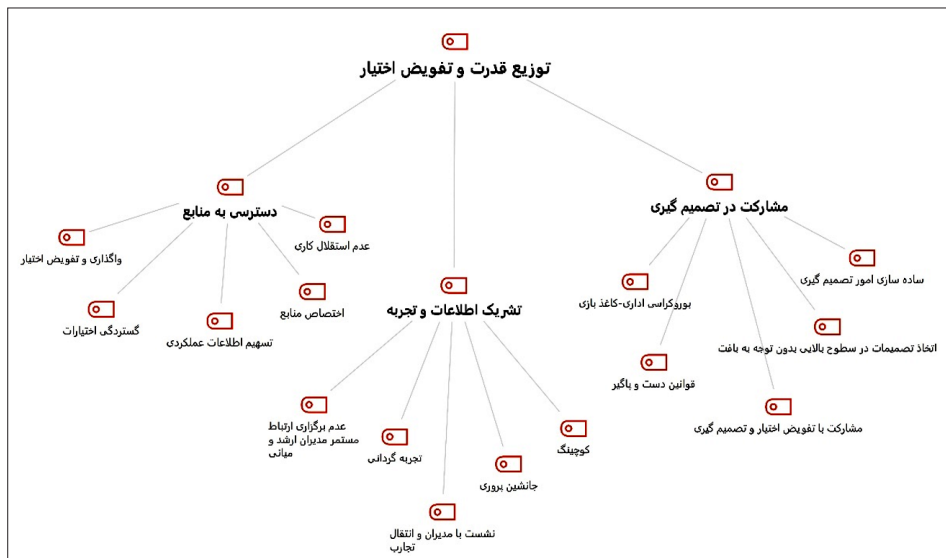 توزیع قدرت و تفویض اختیار
مشارکت در تصمیم گیری
ساده سازی امور تصمیم گیری
بوروکراسی اداری-کاغذ بازی
اتخاذ تصمیمات در سطوح بالایی بدون توجه به بافت
قوانین دست و پاگیر
مشارکت با تفویض اختیار و تصمیم گیری
تشریک اطلاعات و تجربه
کوچینگ
جانشین پروری
نشست با مدیران و انتقال
تجارب
تجربه گردانی
عدم برگزاری ارتباط
مستمر مدیران ارشد و
میانی
دسترسی به منابع
عدم استقلال کاری
اختصاص منابع
تسهیم اطلاعات عملکردی
گستردگی اختیارات
واگذاری و تفویض اختیار